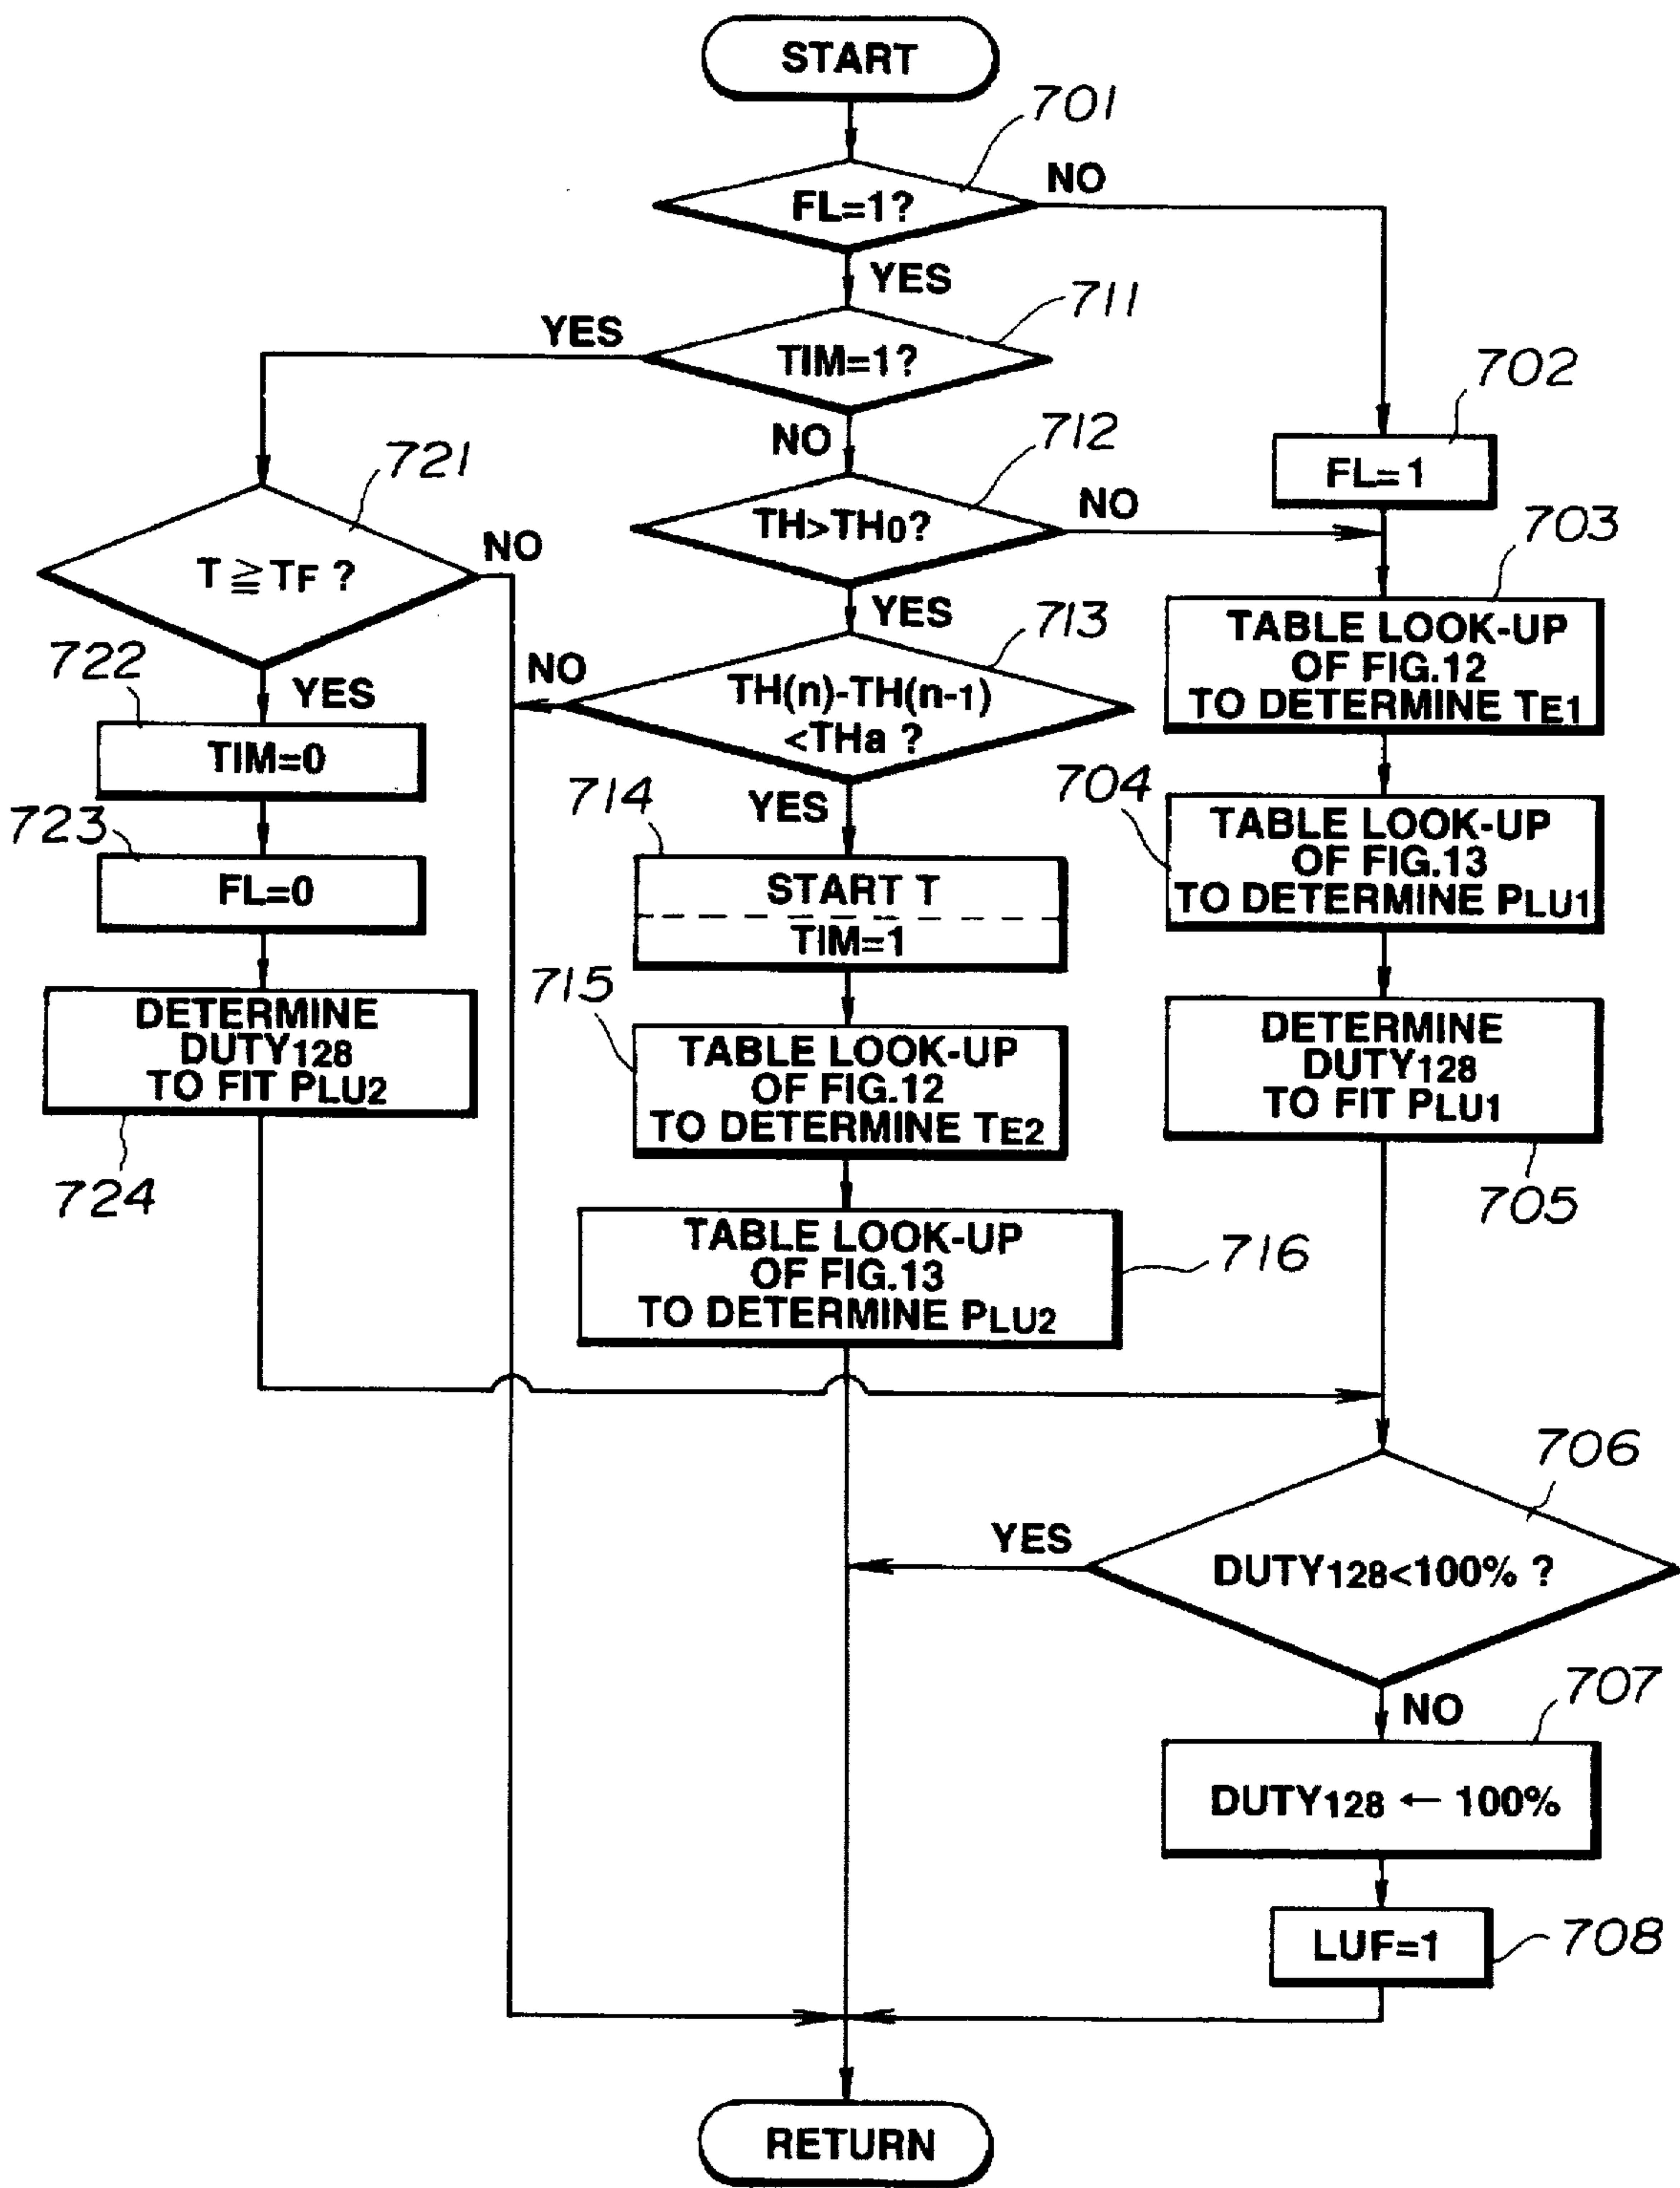 START
701
FL=1?
NO
YES
711
YES
TIM=1?
702
NO
712
721
FL=1
TH>TH0?
NO
703
T ≧ TF ?
NO
YES
713
TABLE LOOK-UP
OF FIG.12
TO DETERMINE TE1
722
YES
NO
TH(n)-TH(n-1)
<THa ?
TIM=0
714
YES
704
TABLE LOOK-UP
OF FIG.13
TO DETERMINE PLU1
723
FL=0
START T
TIM=1
715
DETERMINE
DUTY128
TO FIT PLU2
TABLE LOOK-UP
OF FIG.12
TO DETERMINE TE2
DETERMINE
DUTY128
TO FIT PLU1
724
705
TABLE LOOK-UP
OF FIG.13
TO DETERMINE PLU2
716
706
YES
DUTY128<100% ?
707
NO
DUTY128 ← 100%
LUF=1
708
RETURN